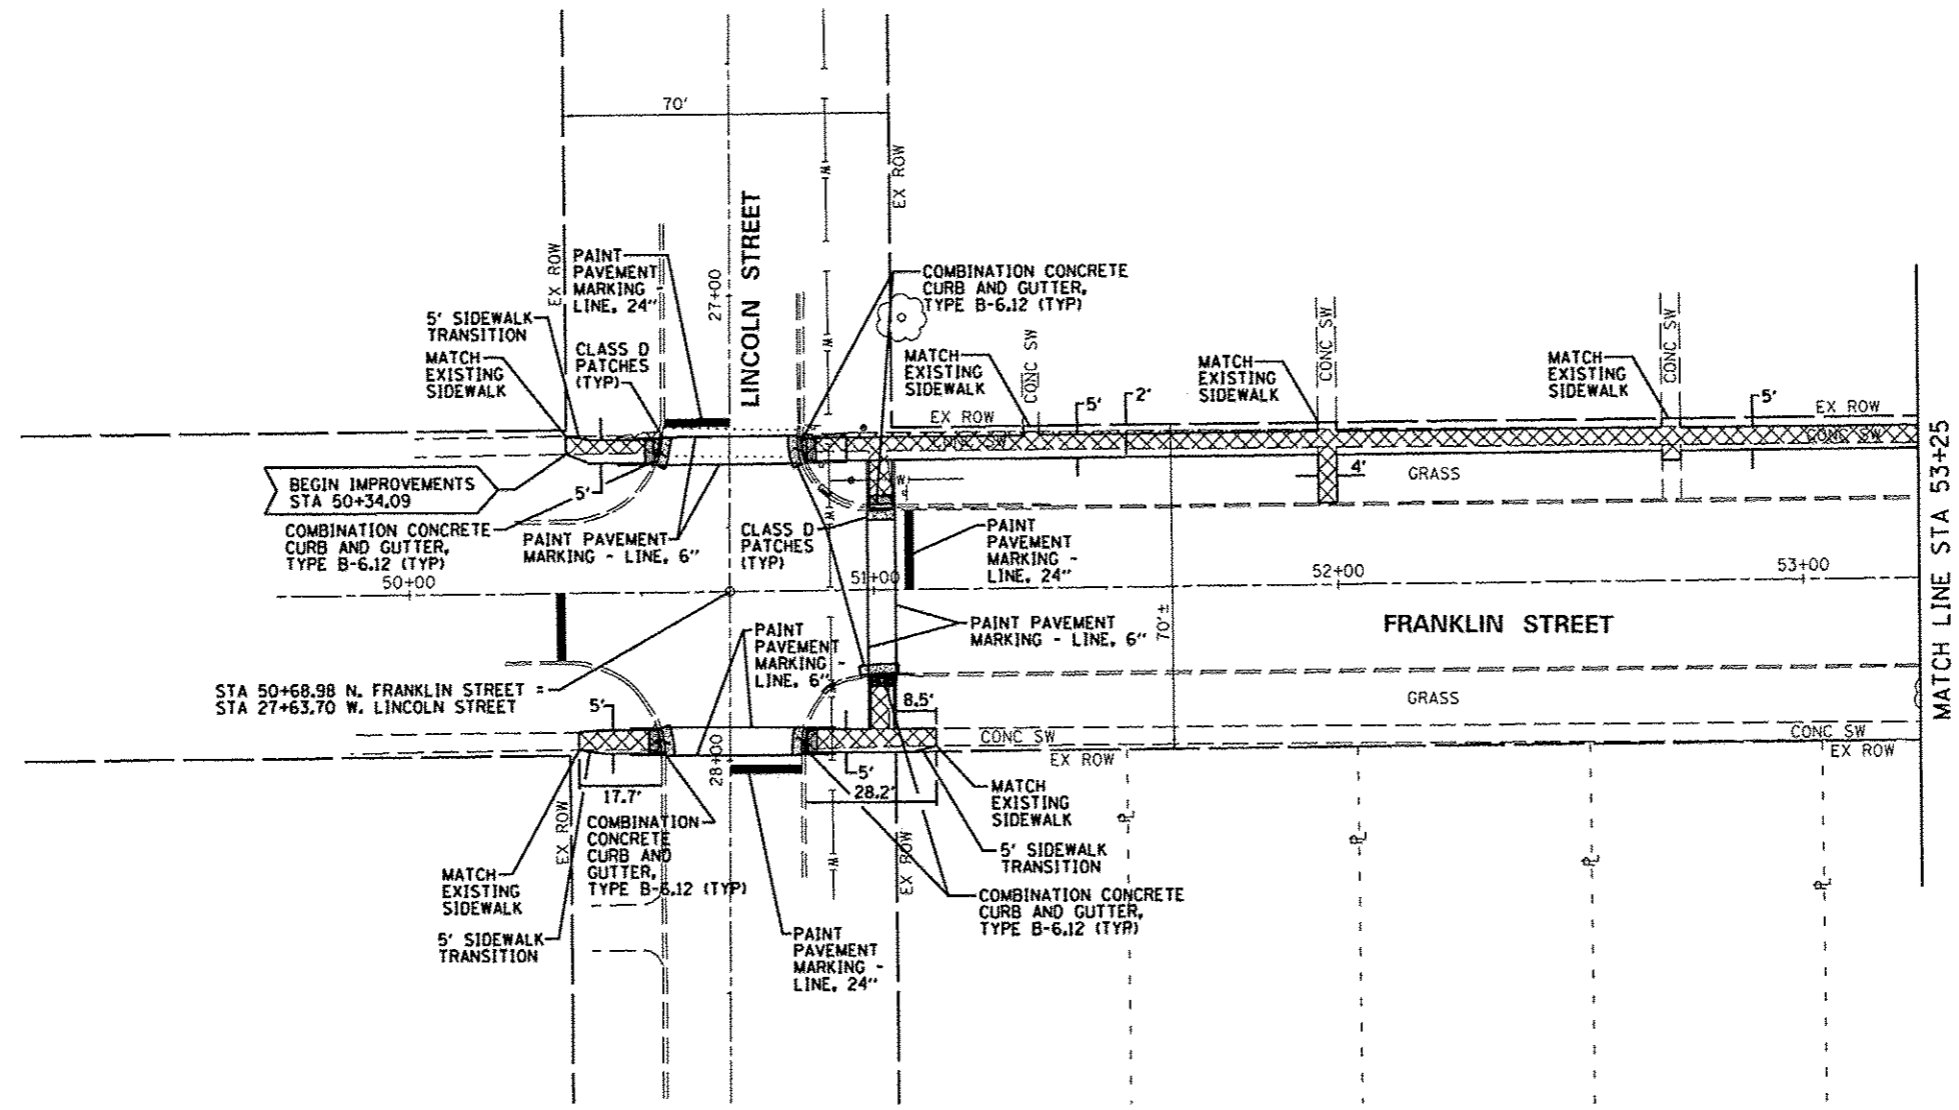 70'
EX ROW
LINCOLN STREET
27+00
EX ROW
PAINT
PAVEMENT
MARKING -
LINE, 24"
COMBINATION CONCRETE
CURB AND GUTTER,
TYPE B-6.12 (TYP)
5' SIDEWALK
TRANSITION
MATCH
EXISTING
SIDEWALK
CLASS D
PATCHES
(TYP)
MATCH
EXISTING
SIDEWALK
CONC SW
MATCH
EXISTING
SIDEWALK
CONC SW
MATCH
EXISTING
SIDEWALK
CONC SW
5'
2'
5'
EX ROW
EX ROW
CONC SW
CONC SW
BEGIN IMPROVEMENTS
STA 50+34.09
5'
4'
GRASS
COMBINATION CONCRETE
CURB AND GUTTER,
TYPE B-6.12 (TYP)
PAINT PAVEMENT
MARKING - LINE, 6"
CLASS D
PATCHES
(TYP)
PAINT
PAVEMENT
MARKING -
LINE, 24"
50+00
51+00
52+00
53+00
MATCH LINE STA 53+25
FRANKLIN STREET
PAINT
PAVEMENT
MARKING -
LINE, 6"
PAINT PAVEMENT
MARKING - LINE, 6"
70'±
STA 50+68.98 N. FRANKLIN STREET =
STA 27+63.70 W. LINCOLN STREET
5'
8.5'
GRASS
CONC SW
CONC SW
EX ROW
EX ROW
28+00
5'
17.7'
28.2'
EX ROW
EX ROW
MATCH
EXISTING
SIDEWALK
COMBINATION
CONCRETE
CURB AND
GUTTER,
TYPE B-6.12 (TYP)
5' SIDEWALK
TRANSITION
MATCH
EXISTING
SIDEWALK
COMBINATION CONCRETE
CURB AND GUTTER,
TYPE B-6.12 (TYP)
5' SIDEWALK
TRANSITION
PAINT
PAVEMENT
MARKING -
LINE, 24"
W
W
W
W
W
W
PL
PL
PL
PL